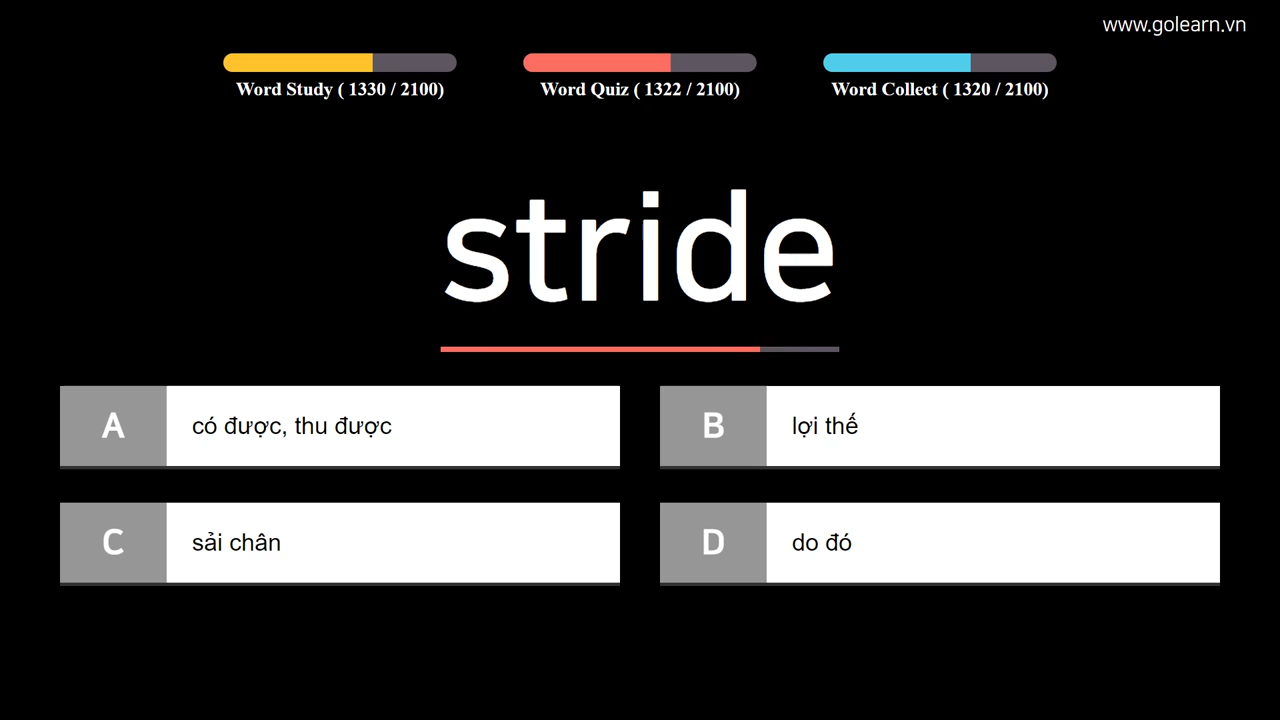 www.golearn.vn
Word Study ( 1330 / 2100)
Word Quiz ( 1322 / 2100)
Word Collect ( 1320 / 2100)
stride
A có được, thu được
B lợi thế
C sải chân
D do đó